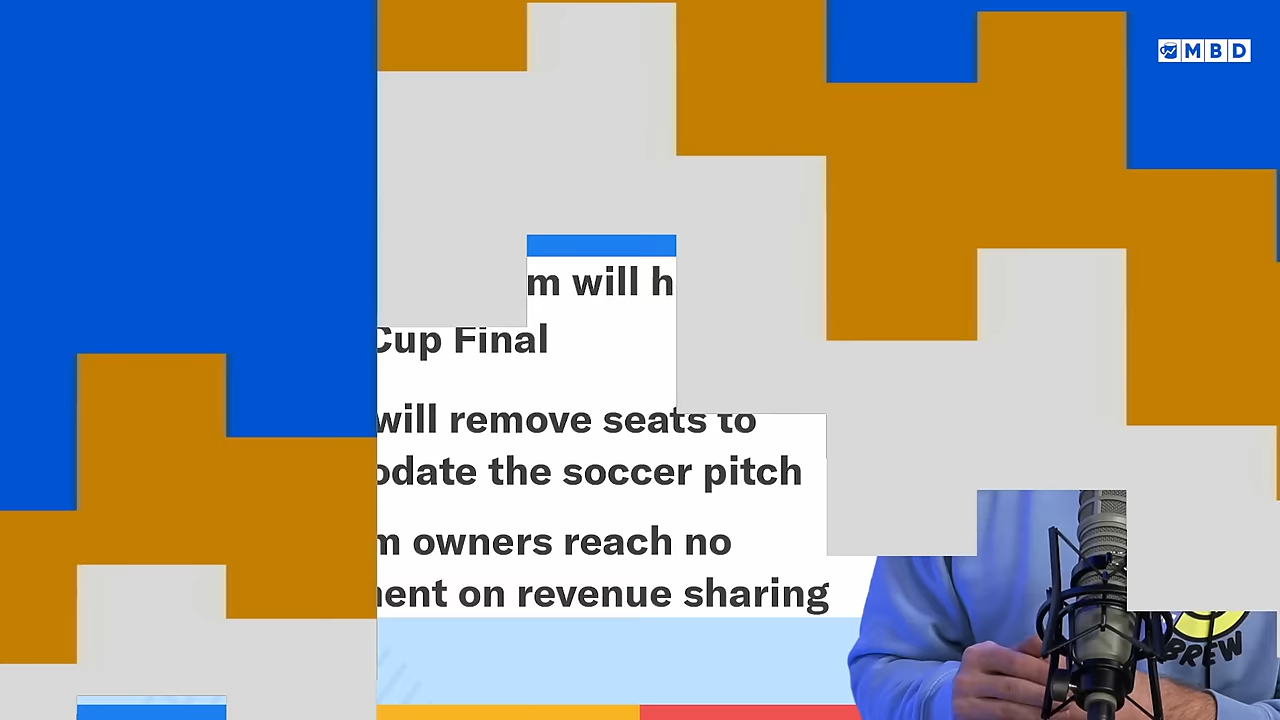 MBD
m will h
Cup Final
will remove seats to
odate the soccer pitch
m owners reach no
ent on revenue sharing
BREW